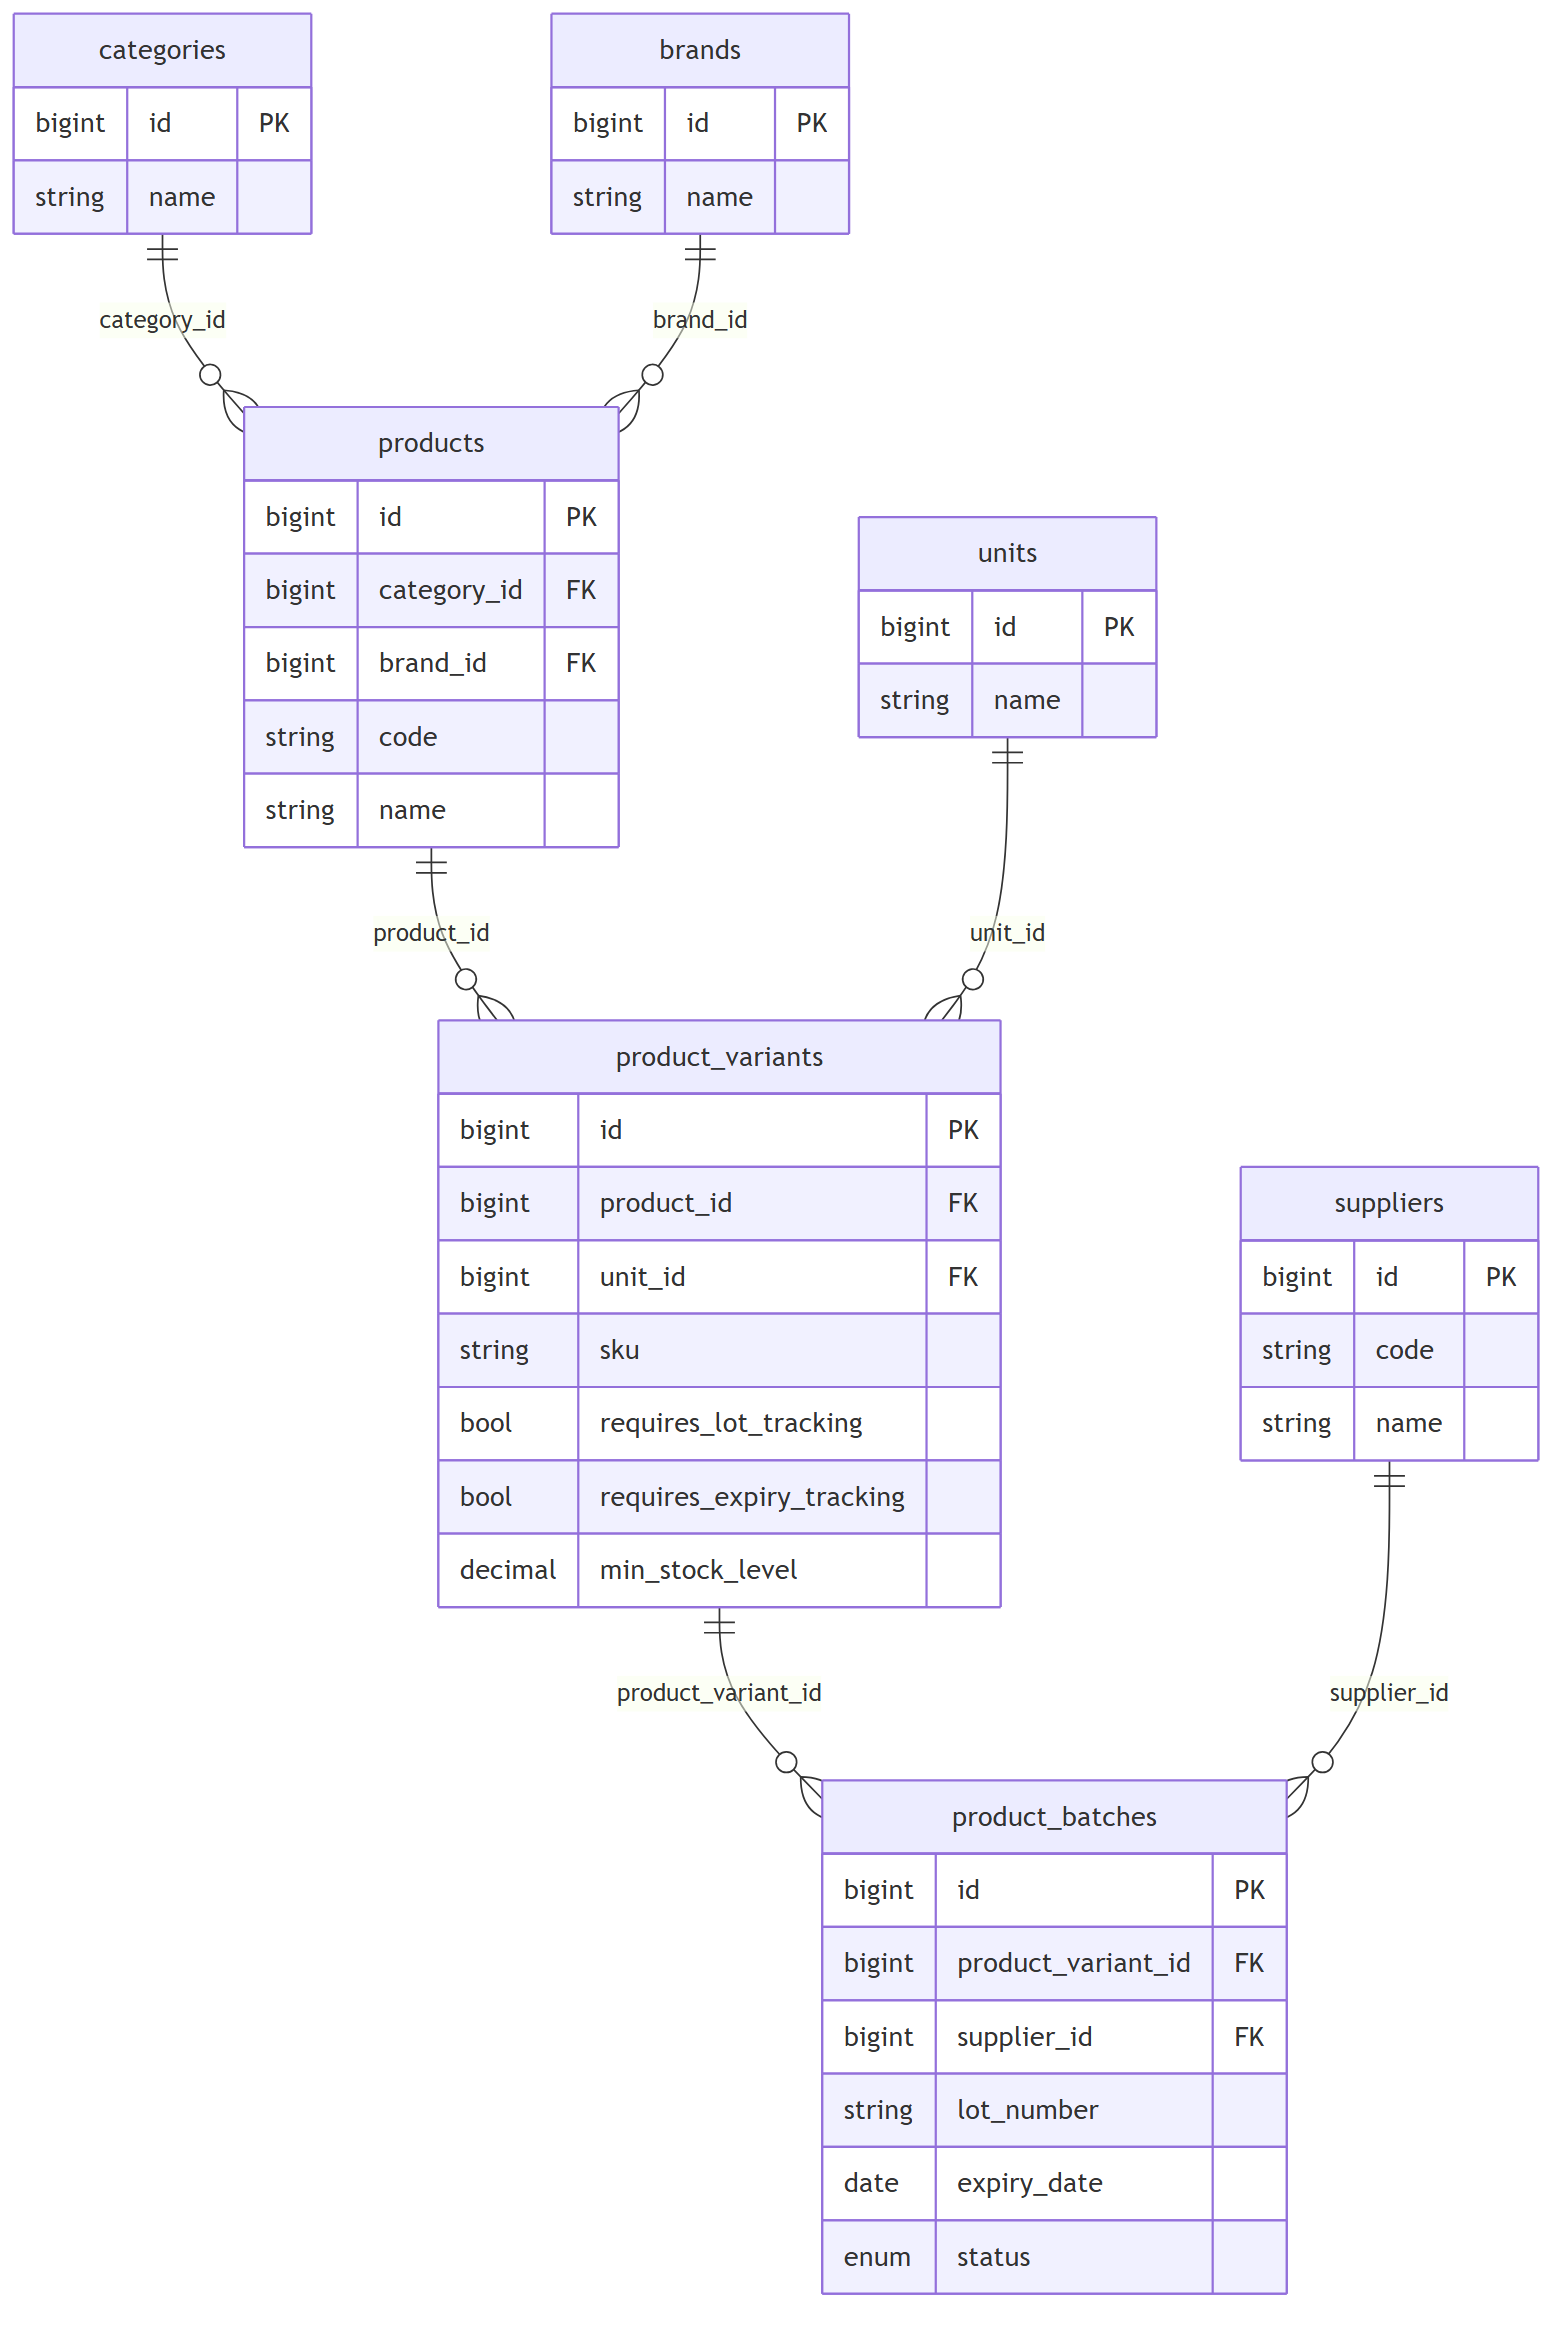 categories
bigint id PK
string name
brands
bigint id PK
string name
category_id
brand_id
products
bigint id PK
bigint category_id FK
bigint brand_id FK
string code
string name
units
bigint id PK
string name
product_id
unit_id
product_variants
bigint id PK
bigint product_id FK
bigint unit_id FK
string sku
bool requires_lot_tracking
bool requires_expiry_tracking
decimal min_stock_level
suppliers
bigint id PK
string code
string name
product_variant_id
supplier_id
product_batches
bigint id PK
bigint product_variant_id FK
bigint supplier_id FK
string lot_number
date expiry_date
enum status